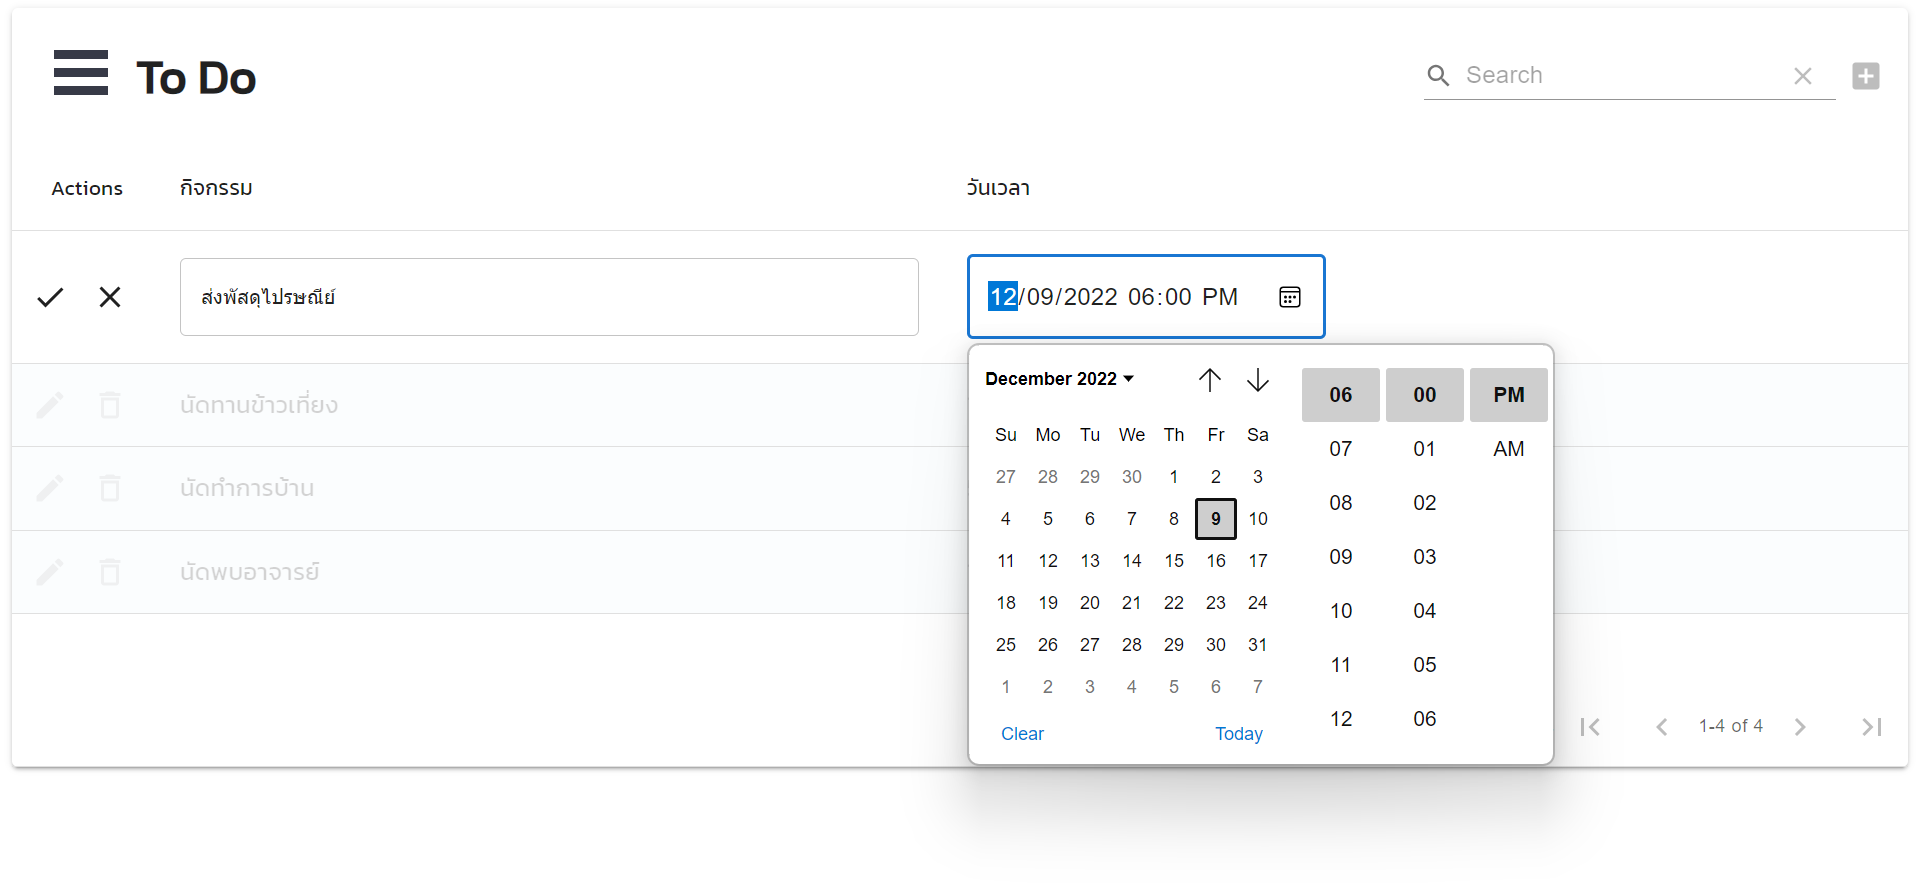 To Do
Search
Actions กิจกรรม วันเวลา
ส่งพัสดุไปรษณีย์ 12/09/2022 06:00 PM
นัดทานข้าวเที่ยง
นัดทำการบ้าน
นัดพบอาจารย์
December 2022
Su Mo Tu We Th Fr Sa
27 28 29 30 1 2 3
4 5 6 7 8 9 10
11 12 13 14 15 16 17
18 19 20 21 22 23 24
25 26 27 28 29 30 31
1 2 3 4 5 6 7
Clear Today
06 00 PM
07 01 AM
08 02
09 03
10 04
11 05
12 06
1-4 of 4